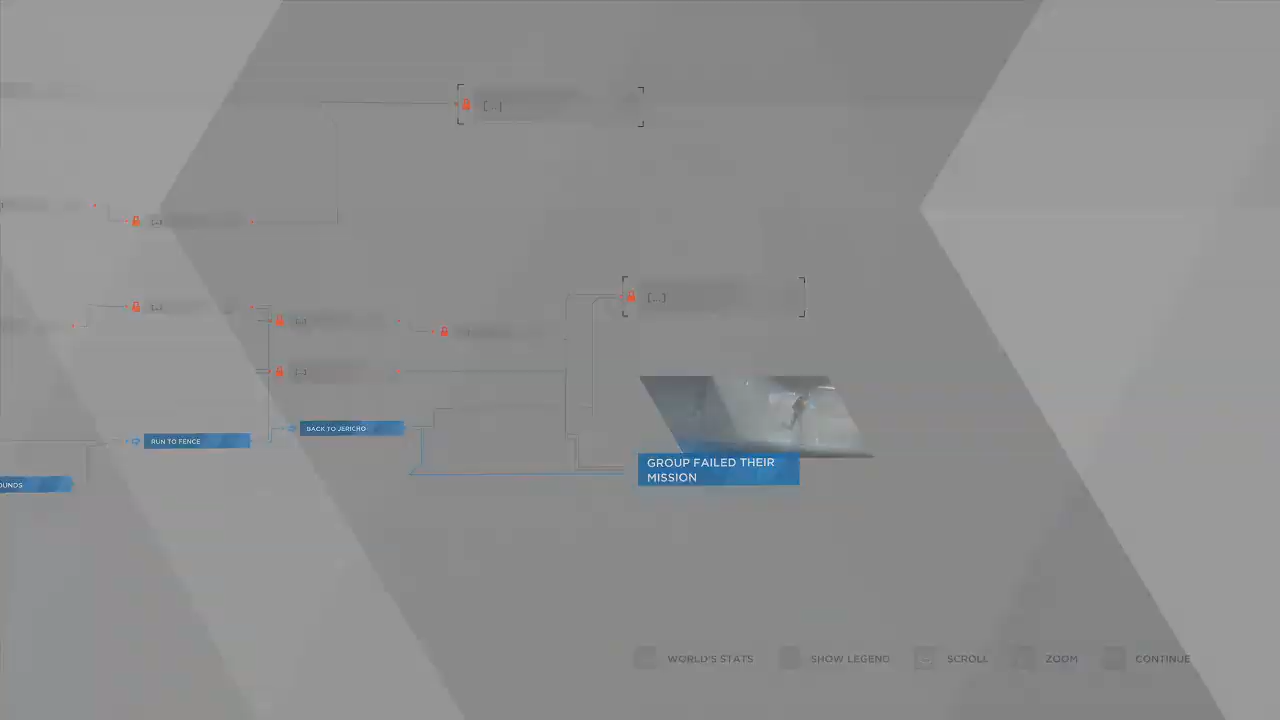 [...]
[...]
[...]
[...]
[...]
[...]
BACK TO JERICHO
RUN TO FENCE
GROUP FAILED THEIR
MISSION
OUNDS
WORLD'S STATS
SHOW LEGEND
SCROLL
ZOOM
CONTINUE